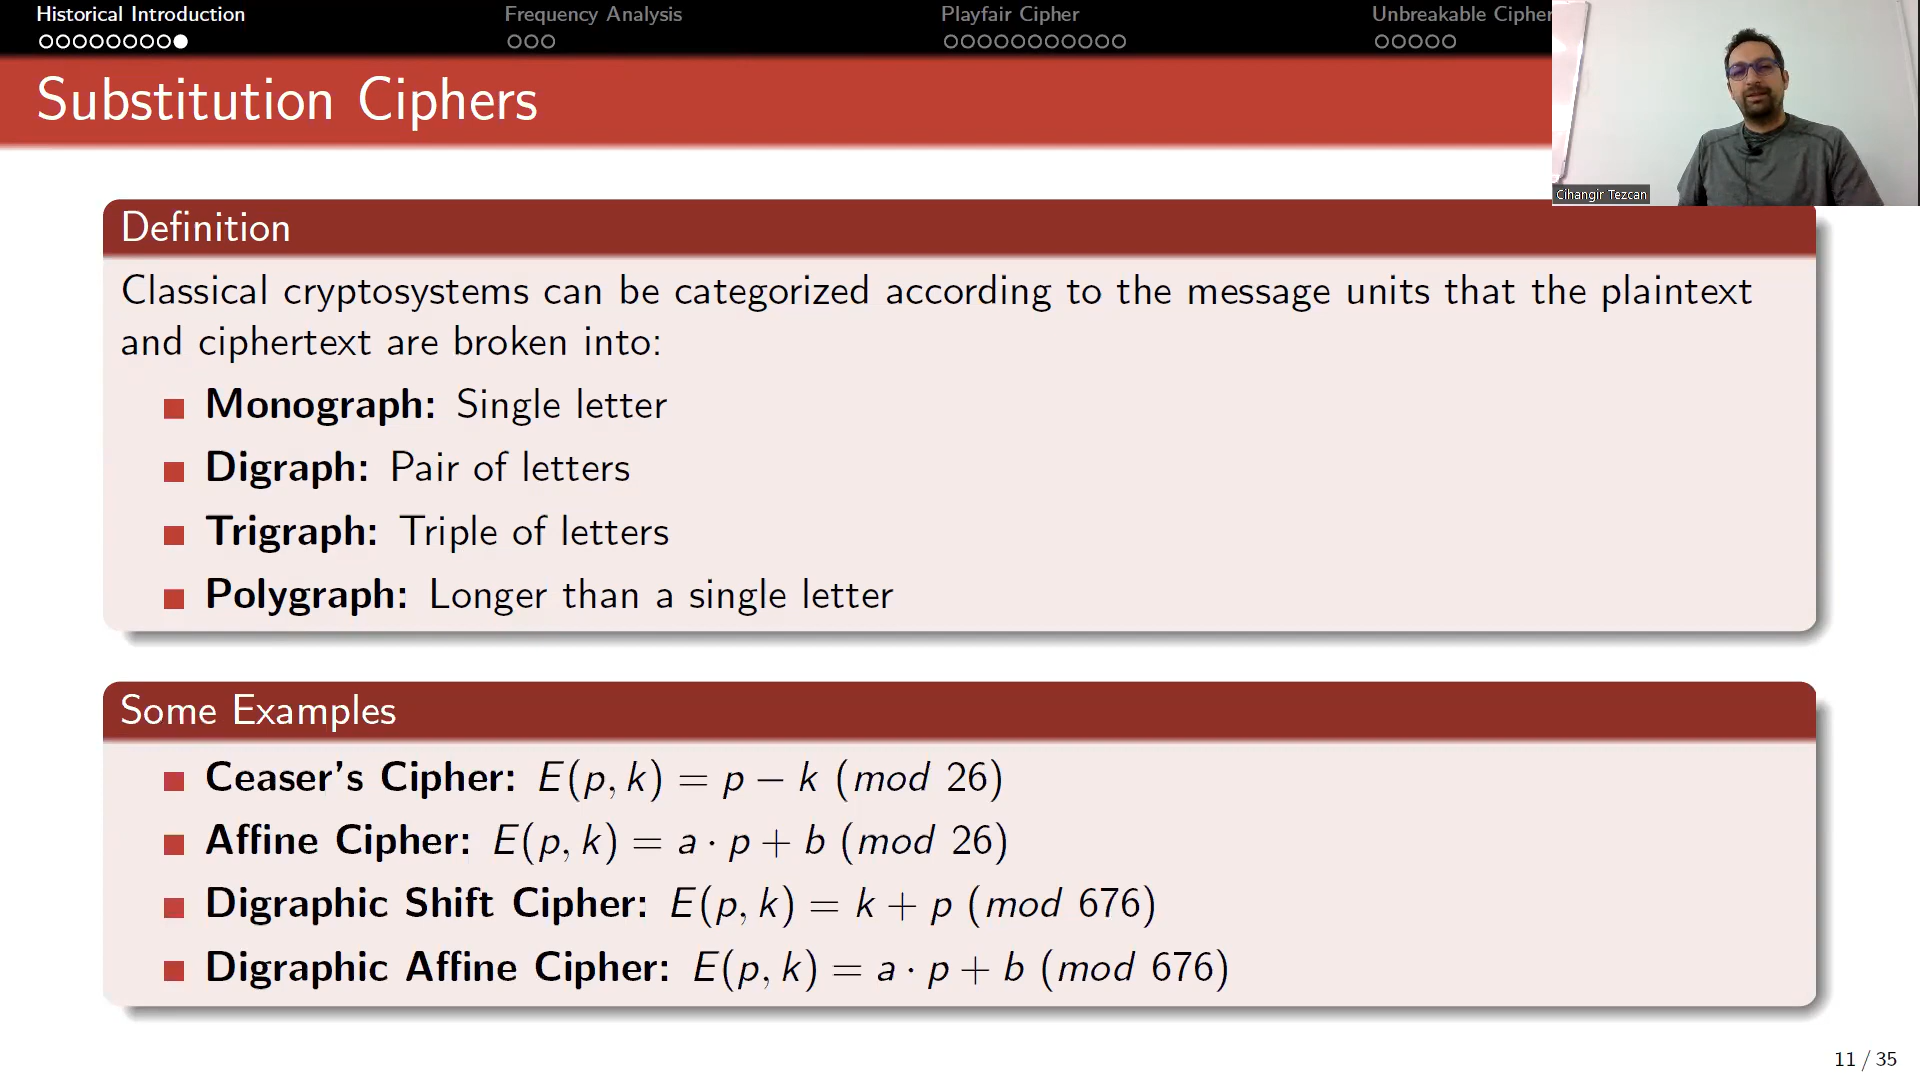 Historical Introduction
Frequency Analysis
Playfair Cipher
Unbreakable Cipher
Substitution Ciphers
Cihangir Tezcan
Definition
Classical cryptosystems can be categorized according to the message units that the plaintext
and ciphertext are broken into:
Monograph: Single letter
Digraph: Pair of letters
Trigraph: Triple of letters
Polygraph: Longer than a single letter
Some Examples
Ceaser's Cipher: E(p, k) = p − k (mod 26)
Affine Cipher: E(p, k) = a · p + b (mod 26)
Digraphic Shift Cipher: E(p, k) = k + p (mod 676)
Digraphic Affine Cipher: E(p, k) = a · p + b (mod 676)
11 / 35